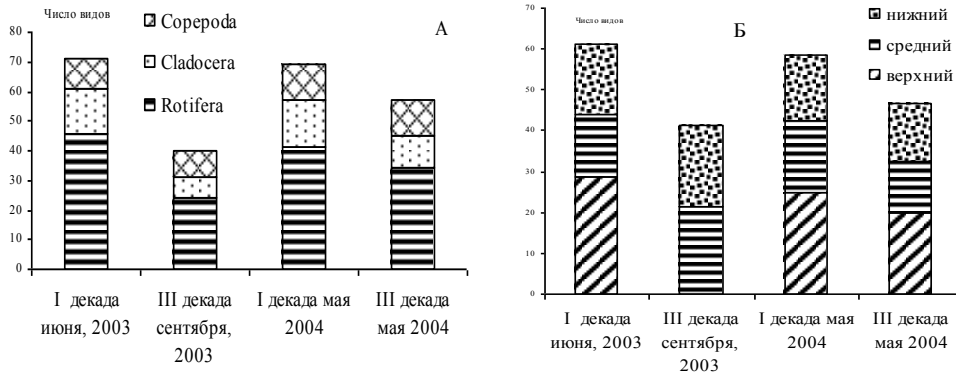 Число видов
А
80
70
60
50
40
30
20
10
0
Copepoda
Cladocera
Rotifera
I декада июня, 2003
III декада сентября, 2003
I декада мая 2004
III декада мая 2004
Число видов
Б
70
60
50
40
30
20
10
0
нижний
средний
верхний
I декада июня, 2003
III декада сентября, 2003
I декада мая 2004
III декада мая 2004